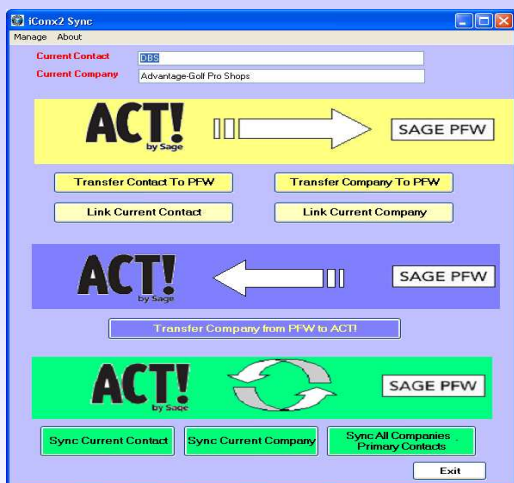 iConx2 Sync
Manage About
Current Contact DBS
Current Company Advantage-Golf Pro Shops
ACT! by Sage SAGE PFW
Transfer Contact To PFW Transfer Company To PFW
Link Current Contact Link Current Company
ACT! by Sage SAGE PFW
Transfer Company from PFW to ACT!
ACT! by Sage SAGE PFW
Sync Current Contact Sync Current Company Sync All Companies Primary Contacts
Exit